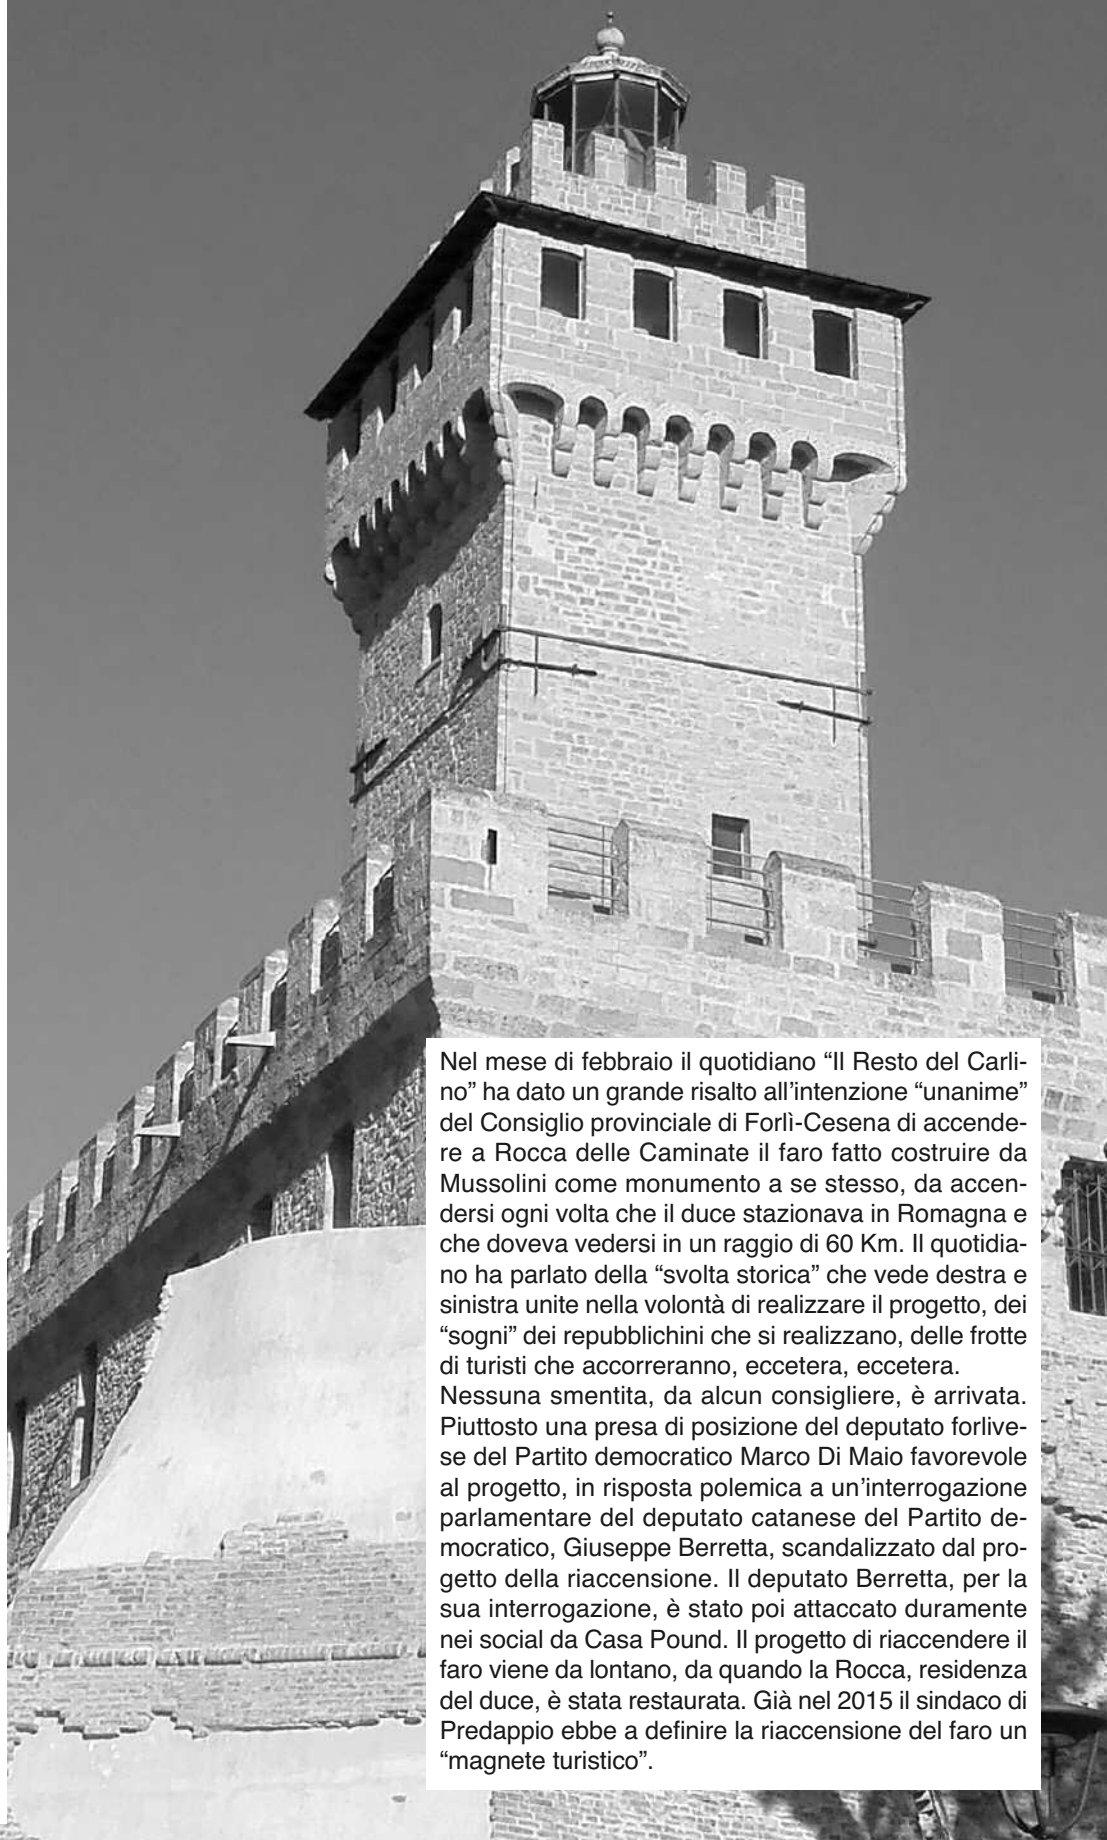 Nel mese di febbraio il quotidiano “Il Resto del Carli-
no” ha dato un grande risalto all’intenzione “unanime”
del Consiglio provinciale di Forlì-Cesena di accende-
re a Rocca delle Caminate il faro fatto costruire da
Mussolini come monumento a se stesso, da accen-
dersi ogni volta che il duce stazionava in Romagna e
che doveva vedersi in un raggio di 60 Km. Il quotidia-
no ha parlato della “svolta storica” che vede destra e
sinistra unite nella volontà di realizzare il progetto, dei
“sogni” dei repubblichini che si realizzano, delle frotte
di turisti che accorreranno, eccetera, eccetera.
Nessuna smentita, da alcun consigliere, è arrivata.
Piuttosto una presa di posizione del deputato forlive-
se del Partito democratico Marco Di Maio favorevole
al progetto, in risposta polemica a un’interrogazione
parlamentare del deputato catanese del Partito de-
mocratico, Giuseppe Berretta, scandalizzato dal pro-
getto della riaccensione. Il deputato Berretta, per la
sua interrogazione, è stato poi attaccato duramente
nei social da Casa Pound. Il progetto di riaccendere il
faro viene da lontano, da quando la Rocca, residenza
del duce, è stata restaurata. Già nel 2015 il sindaco di
Predappio ebbe a definire la riaccensione del faro un
“magnete turistico”.